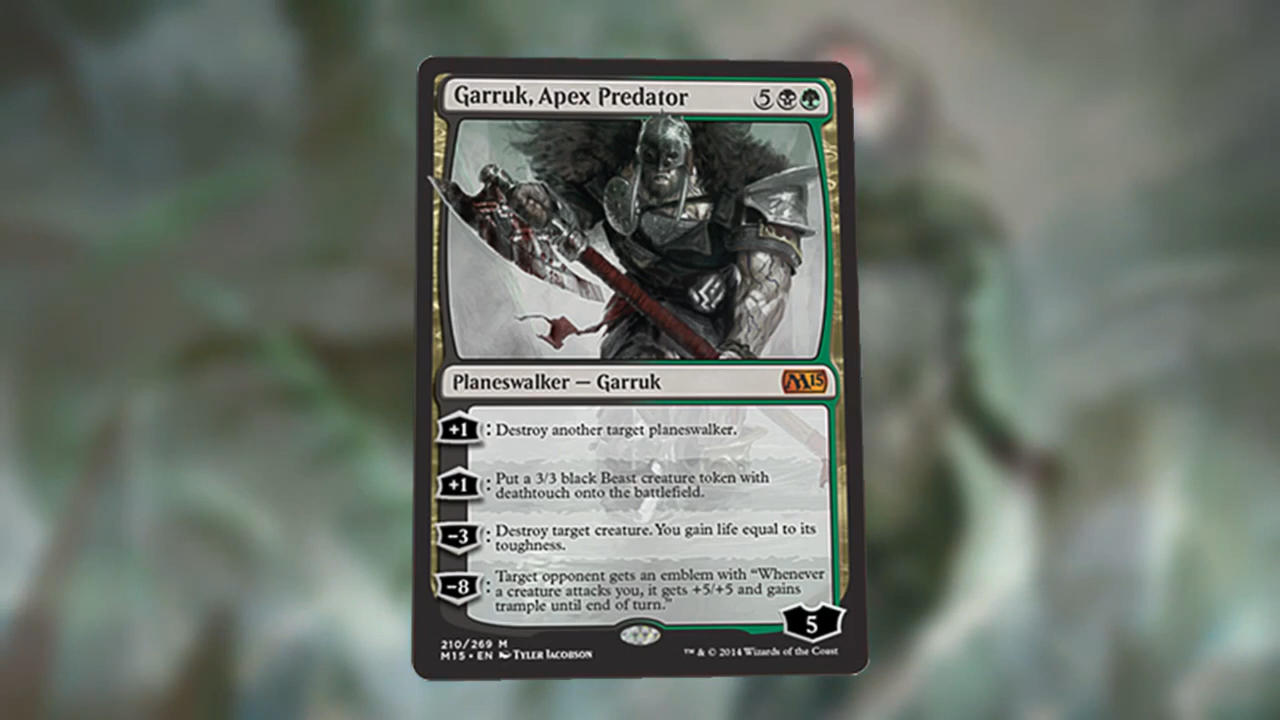 Garruk, Apex Predator 5
Planeswalker — Garruk M15
+1: Destroy another target planeswalker.
+1: Put a 3/3 black Beast creature token with
deathtouch onto the battlefield.
-3: Destroy target creature. You gain life equal to its
toughness.
-8: Target opponent gets an emblem with “Whenever
a creature attacks you, it gets +5/+5 and gains
trample until end of turn.”
5
210/269 M
M15 • EN Tyler Jacobson
™ & © 2014 Wizards of the Coast